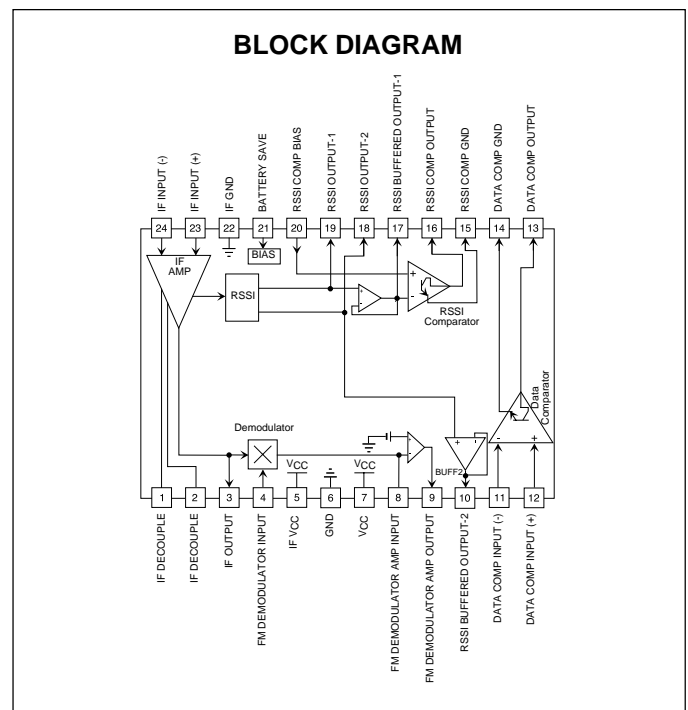 BLOCK DIAGRAM
IF INPUT (-)
IF INPUT (+)
IF GND
BATTERY SAVE
RSSI COMP BIAS
RSSI OUTPUT-1
RSSI OUTPUT-2
RSSI BUFFERED OUTPUT-1
RSSI COMP OUTPUT
RSSI COMP GND
DATA COMP GND
DATA COMP OUTPUT
24
23
22
21
20
19
18
17
16
15
14
13
IF
AMP
BIAS
RSSI
+
-
+
-
RSSI
Comparator
Data
Comparator
-
+
Demodulator
VCC
VCC
+
-
+
-
BUFF2
1
2
3
4
5
6
7
8
9
10
11
12
IF DECOUPLE
IF DECOUPLE
IF OUTPUT
FM DEMODULATOR INPUT
IF VCC
GND
VCC
FM DEMODULATOR AMP INPUT
FM DEMODULATOR AMP OUTPUT
RSSI BUFFERED OUTPUT-2
DATA COMP INPUT (-)
DATA COMP INPUT (+)